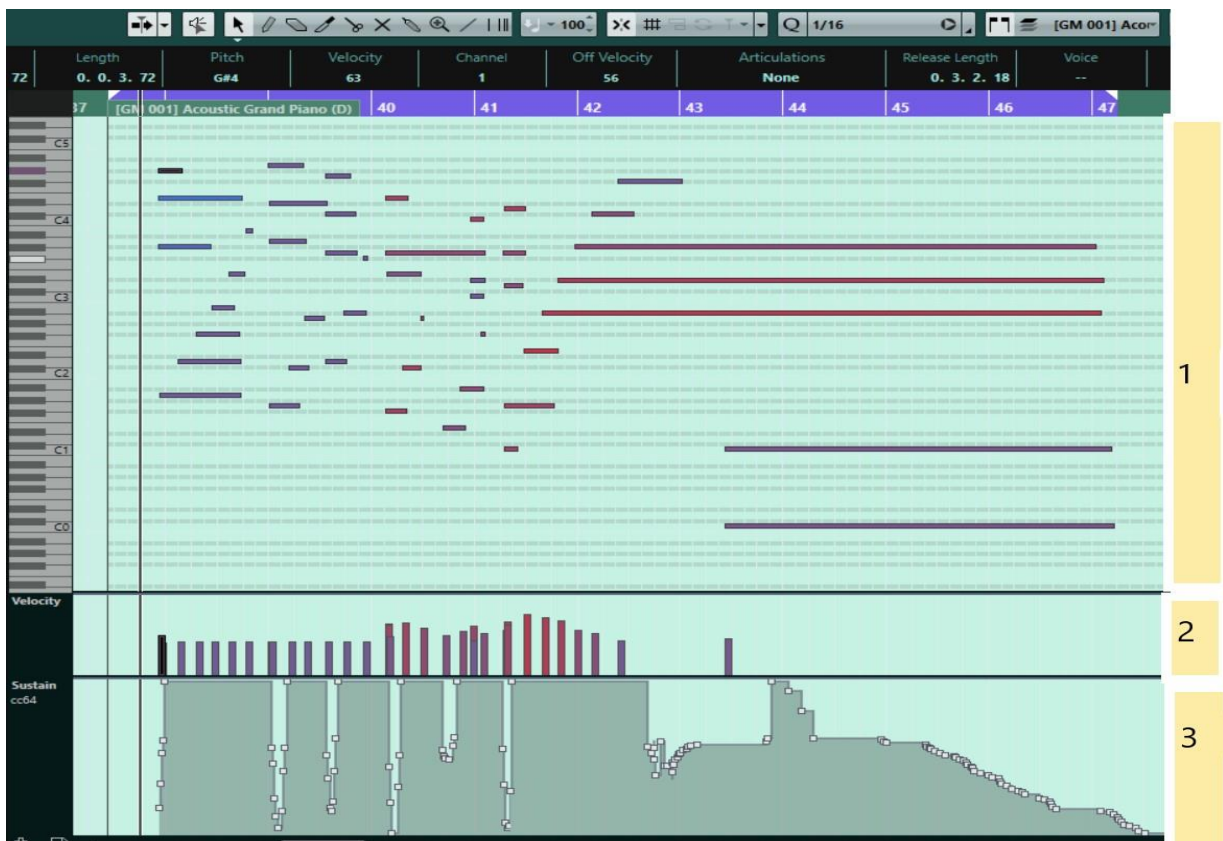 100
Q 1/16
[GM 001] Acor
Length Pitch Velocity Channel Off Velocity Articulations Release Length Voice
72 0. 0. 3. 72 G#4 63 1 56 None 0. 3. 2. 18 --
37 [GM 001] Acoustic Grand Piano (D) 40 41 42 43 44 45 46 47
C5
C4
C3
1
C2
C1
C0
Velocity
2
Sustain
cc64
3